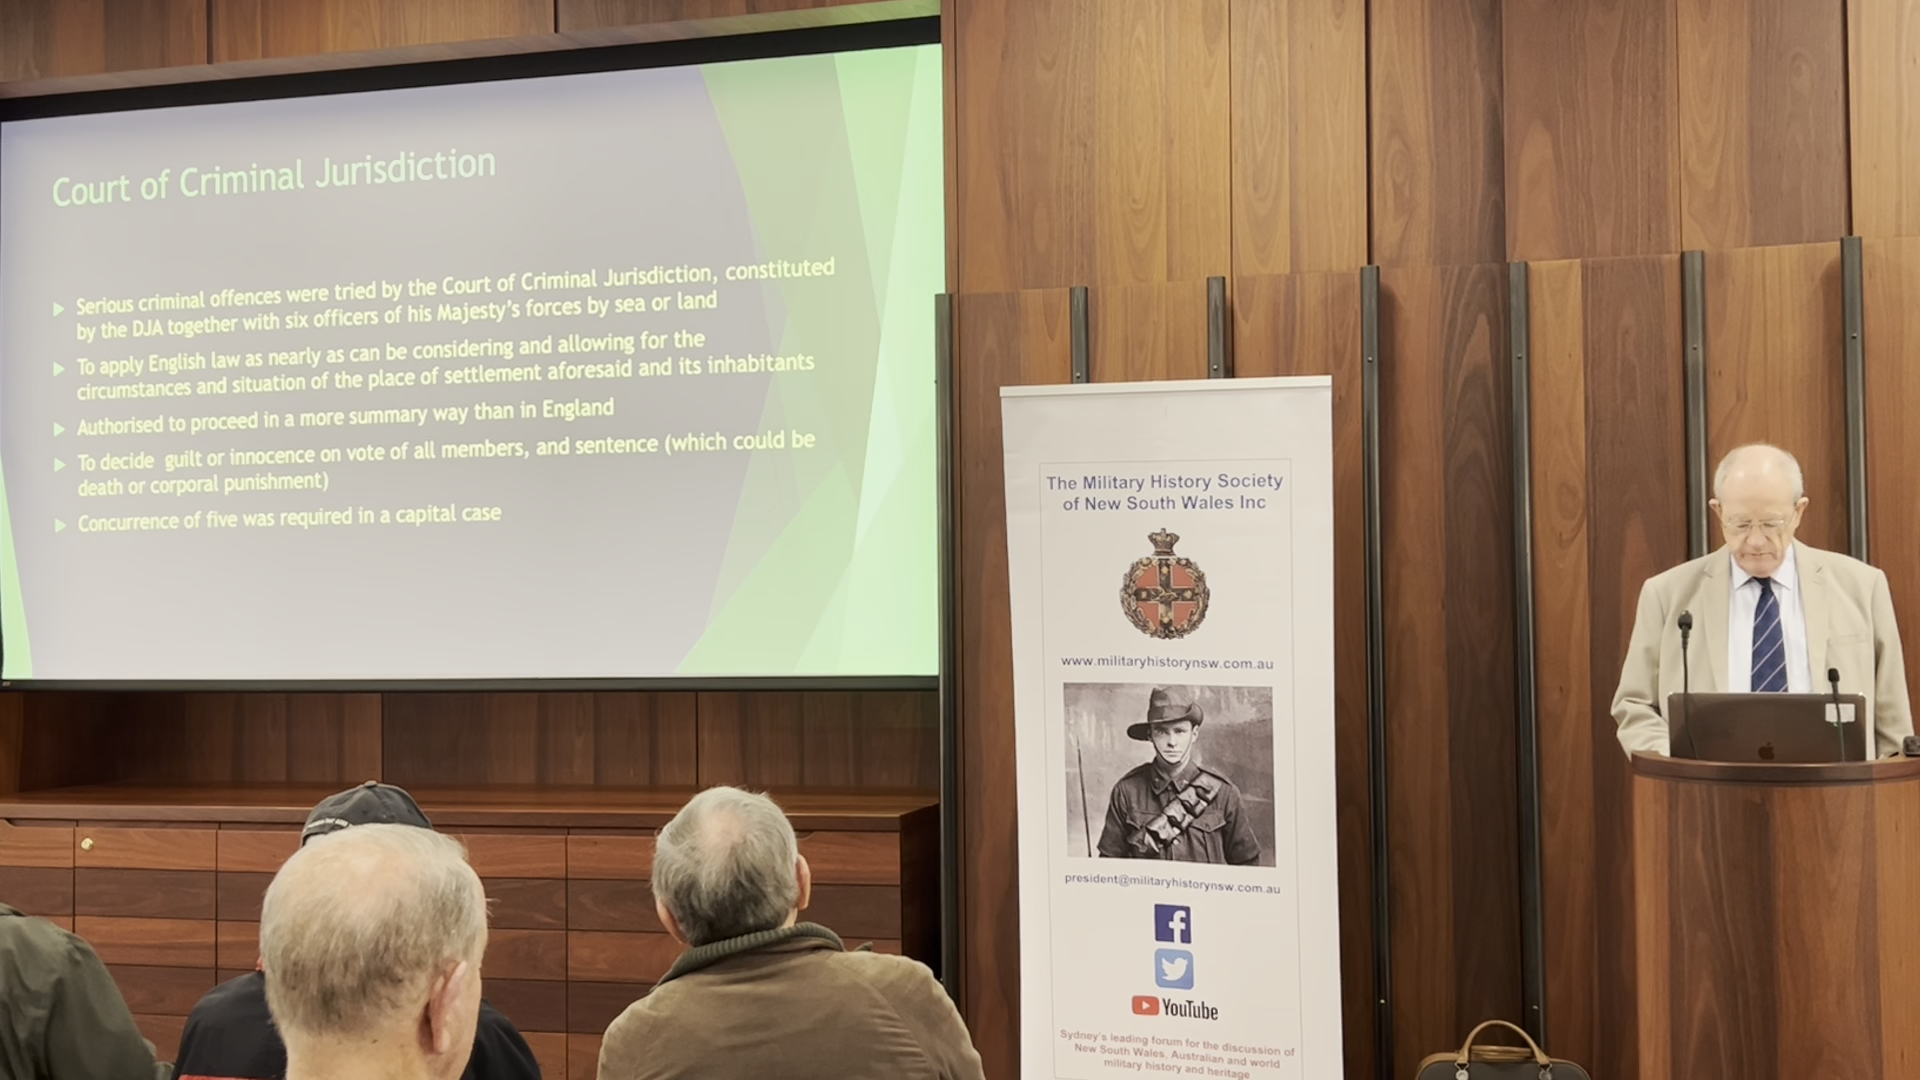 Court of Criminal Jurisdiction
Serious criminal offences were tried by the Court of Criminal Jurisdiction, constituted
by the DJA together with six officers of his Majesty's forces by sea or land
To apply English law as nearly as can be considering and allowing for the
circumstances and situation of the place of settlement aforesaid and its inhabitants
Authorised to proceed in a more summary way than in England
To decide guilt or innocence on vote of all members, and sentence (which could be
death or corporal punishment)
Concurrence of five was required in a capital case
The Military History Society
of New South Wales Inc
www.militaryhistorynsw.com.au
president@militaryhistorynsw.com.au
YouTube
Sydney's leading forum for the discussion of
New South Wales, Australian and world
military history and heritage